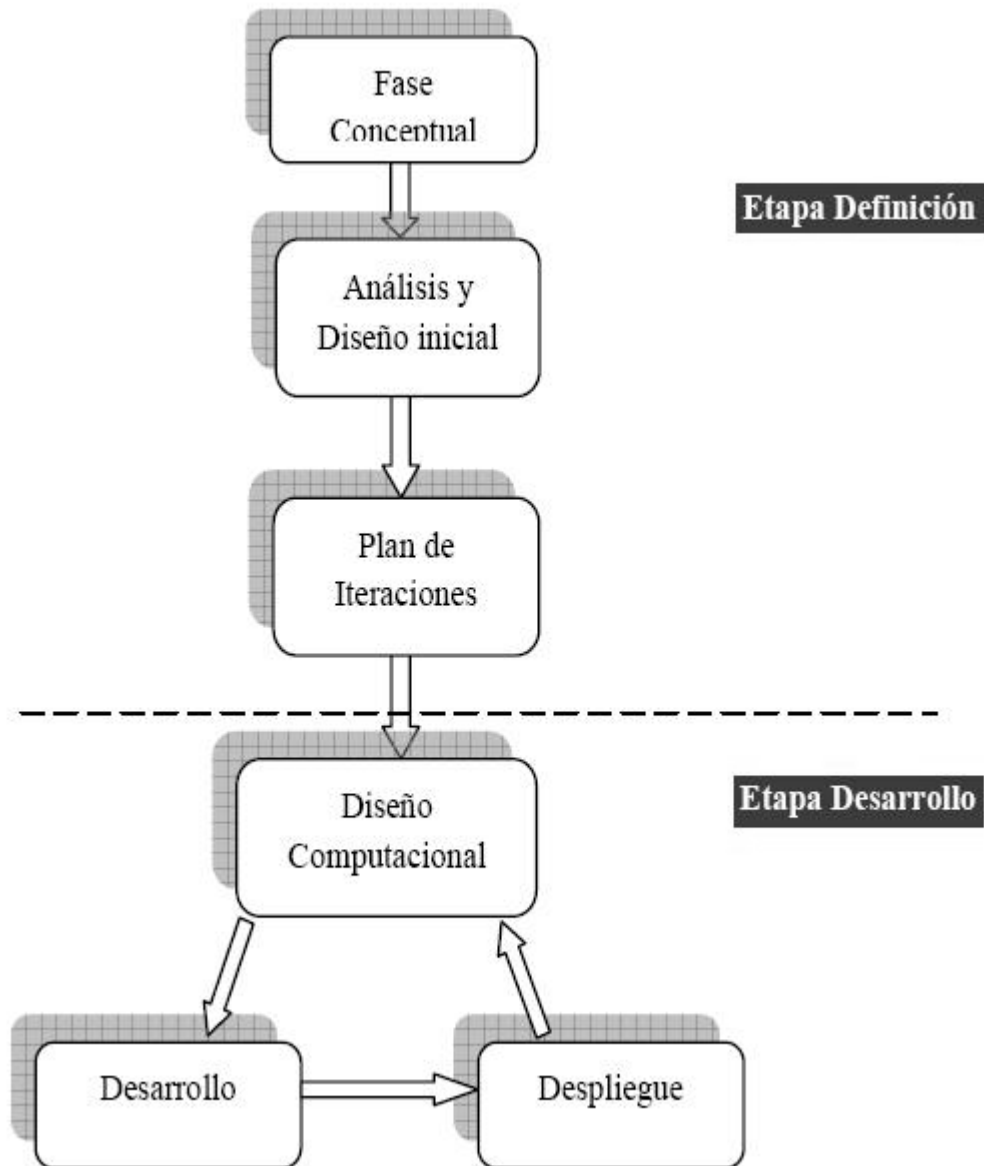 Fase
Conceptual
Etapa Definición
Análisis y
Diseño inicial
Plan de
Iteraciones
Diseño
Computacional
Etapa Desarrollo
Desarrollo
Despliegue